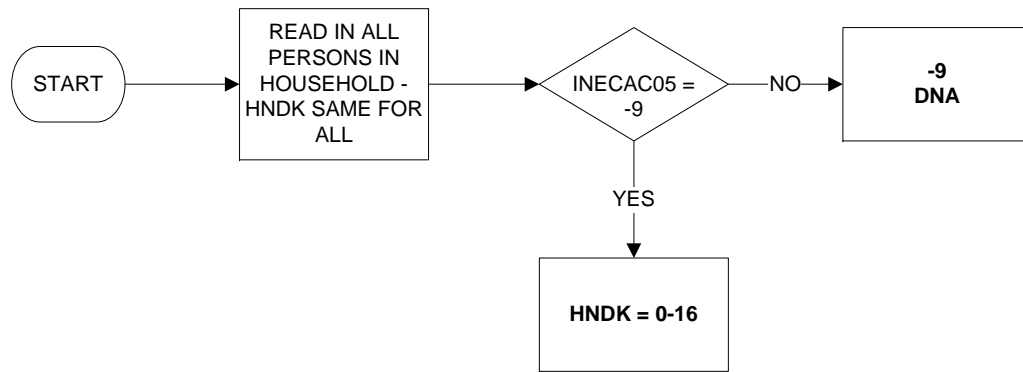 START
READ IN ALL
PERSONS IN
HOUSEHOLD -
HNDK SAME FOR
ALL
INECAC05 =
-9
NO
-9
DNA
YES
HNDK = 0-16